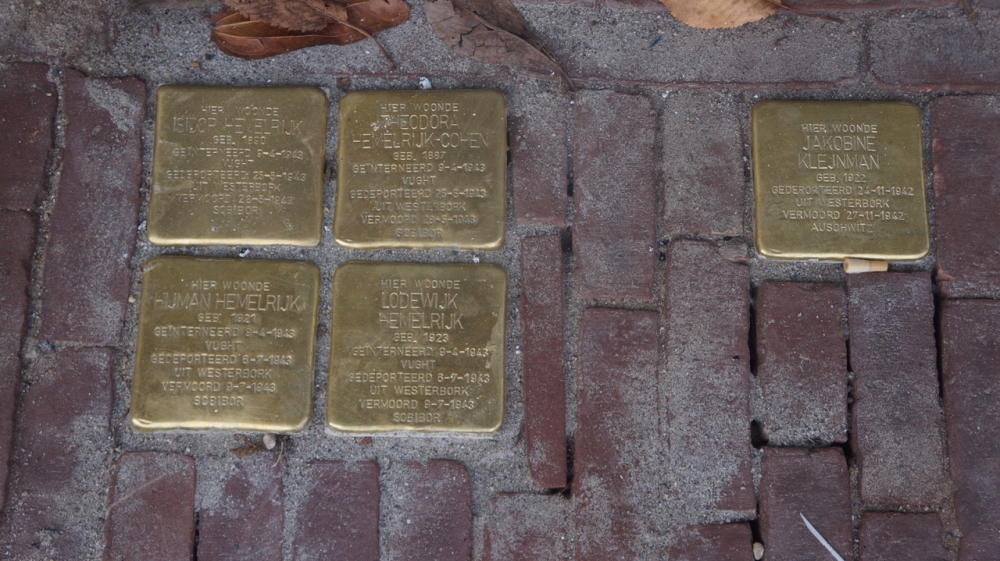 HIER WOONDE
ISIDOR HEMELRIJK
GEB. 1880
GEÏNTERNEERD 9-4-1943
VUGHT
GEDEPORTEERD 25-5-1943
UIT WESTERBORK
VERMOORD 28-5-1943
SOBIBOR
HIER WOONDE
THEODORA
HEMELRIJK-COHEN
GEB. 1887
GEÏNTERNEERD 9-4-1943
VUGHT
GEDEPORTEERD 25-5-1943
UIT WESTERBORK
VERMOORD 28-5-1943
SOBIBOR
HIER WOONDE
JAKOBINE
KLEJNMAN
GEB. 1922
GEDEPORTEERD 24-11-1942
UIT WESTERBORK
VERMOORD 27-11-1942
AUSCHWITZ
HIER WOONDE
HIJMAN HEMELRIJK
GEB. 1921
GEÏNTERNEERD 9-4-1943
VUGHT
GEDEPORTEERD 6-7-1943
UIT WESTERBORK
VERMOORD 9-7-1943
SOBIBOR
HIER WOONDE
LODEWIJK
HEMELRIJK
GEB. 1923
GEÏNTERNEERD 9-4-1943
VUGHT
GEDEPORTEERD 6-7-1943
UIT WESTERBORK
VERMOORD 9-7-1943
SOBIBOR